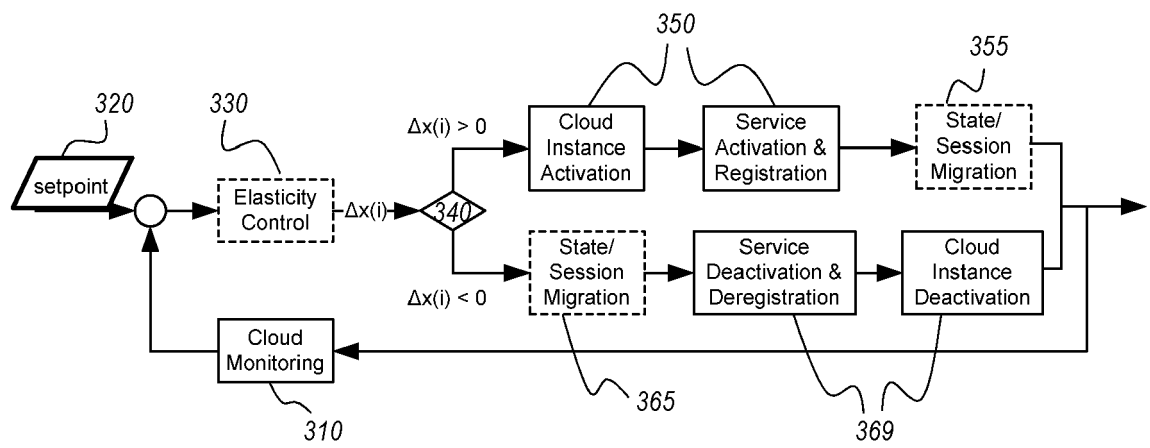 350
355
320
330
Δx(i) > 0
Cloud
Instance
Activation
Service
Activation &
Registration
State/
Session
Migration
setpoint
Elasticity
Control
Δx(i)
340
State/
Session
Migration
Service
Deactivation &
Deregistration
Cloud
Instance
Deactivation
Δx(i) < 0
Cloud
Monitoring
310
365
369